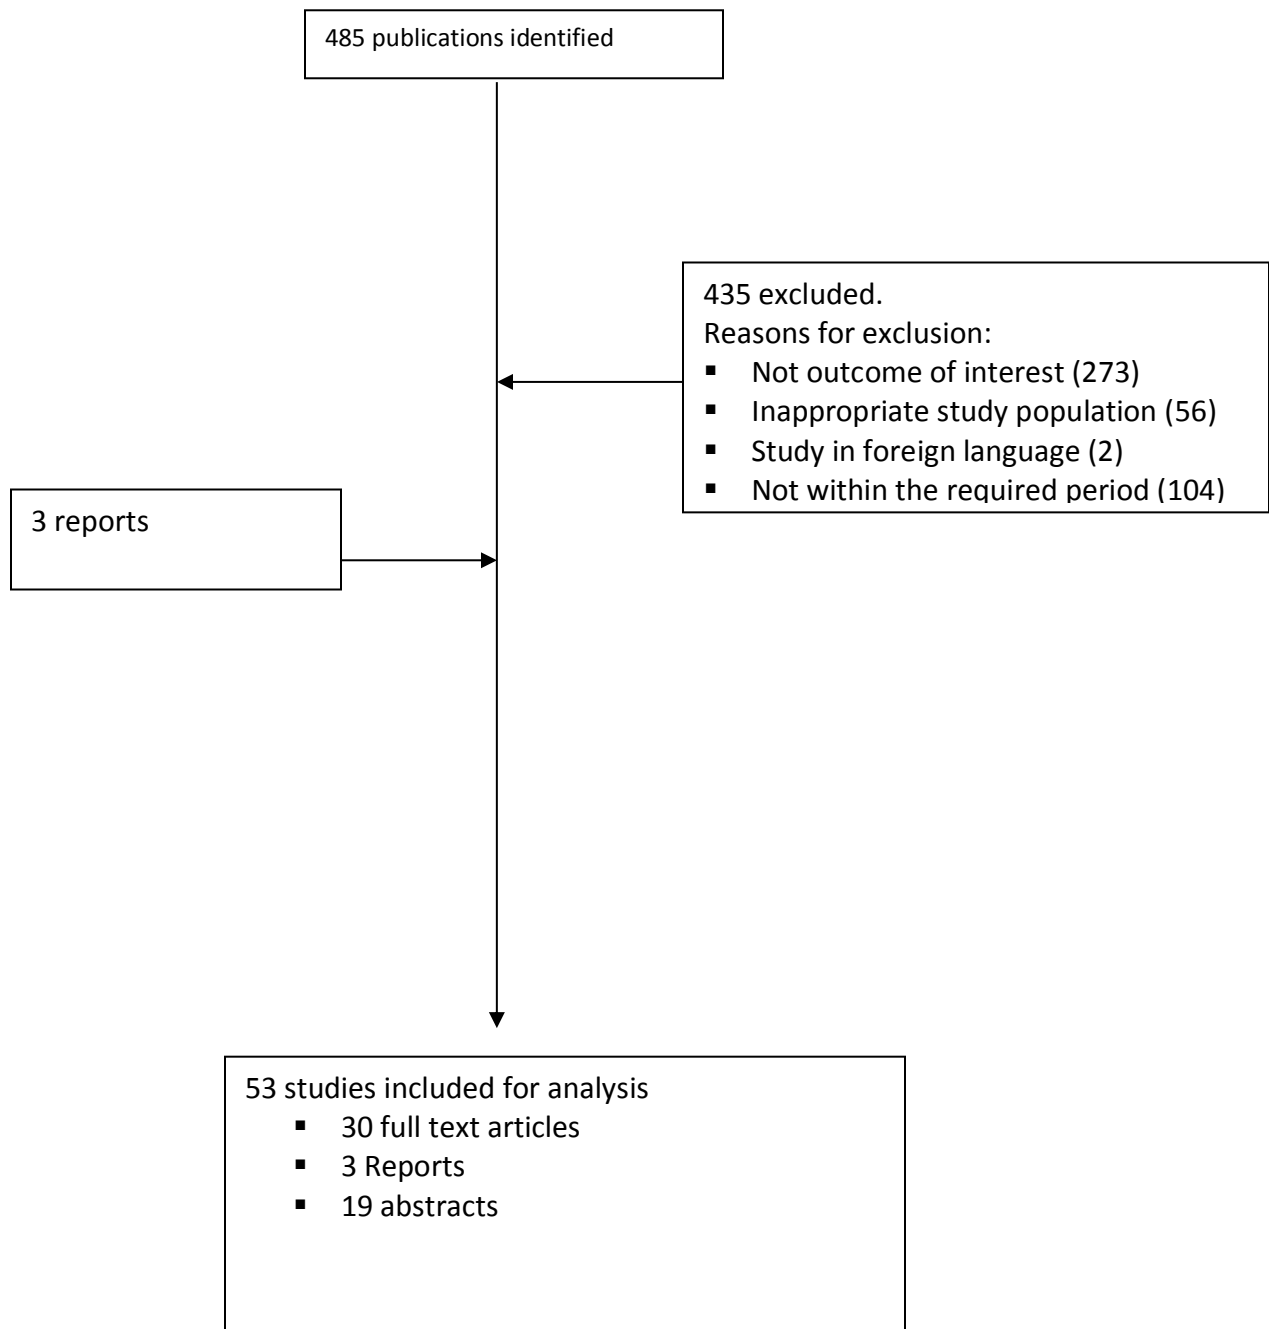 485 publications identified
435 excluded.
Reasons for exclusion:
▪ Not outcome of interest (273)
▪ Inappropriate study population (56)
▪ Study in foreign language (2)
▪ Not within the required period (104)
3 reports
53 studies included for analysis
▪ 30 full text articles
▪ 3 Reports
▪ 19 abstracts